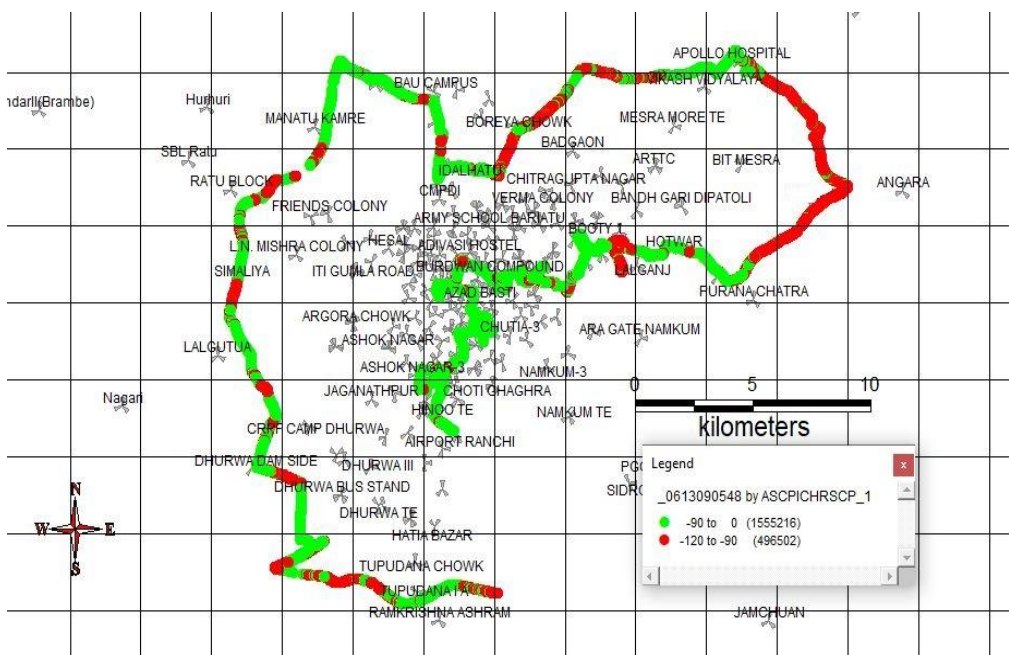 APOLLO HOSPITAL
VIKASH VIDYALAYA
BAU CAMPUS
ndarII(Brambe)
Hurhuri
MANATU KAMRE
BOREYA CHOWK
MESRA MORE TE
BADGAON
SBL Ratu
IDALHATU
ARTTC
BIT MESRA
RATU BLOCK
CMPDI
CHITRAGUPTA NAGAR
ANGARA
FRIENDS COLONY
VERMA COLONY
BANDH GARI DIPATOLI
ARMY SCHOOL BARIATU
BOOTY 1
L.N. MISHRA COLONY
HESAL
ADIVASI HOSTEL
HOTWAR
SIMALIYA
ITI GUMLA ROAD
BURDWAN COMPOUND
LALGANJ
AZAD BASTI
PURANA CHATRA
ARGORA CHOWK
CHUTIA-3
ARA GATE NAMKUM
LALGUTUA
ASHOK NAGAR
ASHOK NAGAR-3
NAMKUM-3
Nagari
JAGANATHPUR
CHOTI GHAGHRA
0 5 10
kilometers
HINOO TE
NAMKUM TE
CRPF CAMP DHURWA
AIRPORT RANCHI
DHURWA DAM SIDE
DHURWA III
PGC
DHURWA BUS STAND
SIDRO
DHURWA TE
HATIA BAZAR
TUPUDANA CHOWK
TUPUDANA I A
RAMKRISHNA ASHRAM
JAMCHUAN
N
W E
S
Legend
x
_0613090548 by ASCPICHRSCP_1
-90 to 0 (1555216)
-120 to -90 (496502)